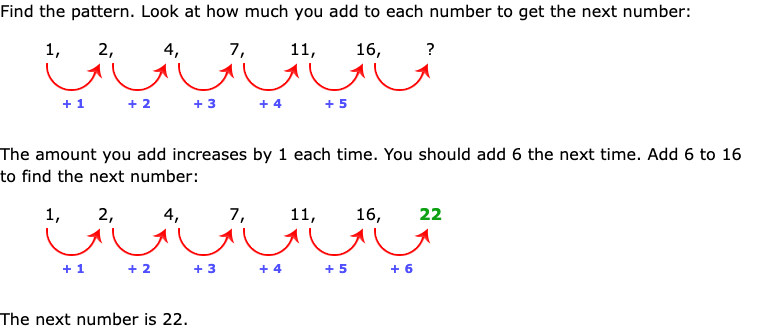 Find the pattern. Look at how much you add to each number to get the next number:
1, 2, 4, 7, 11, 16, ?
+ 1 + 2 + 3 + 4 + 5
The amount you add increases by 1 each time. You should add 6 the next time. Add 6 to 16
to find the next number:
1, 2, 4, 7, 11, 16, 22
+ 1 + 2 + 3 + 4 + 5 + 6
The next number is 22.